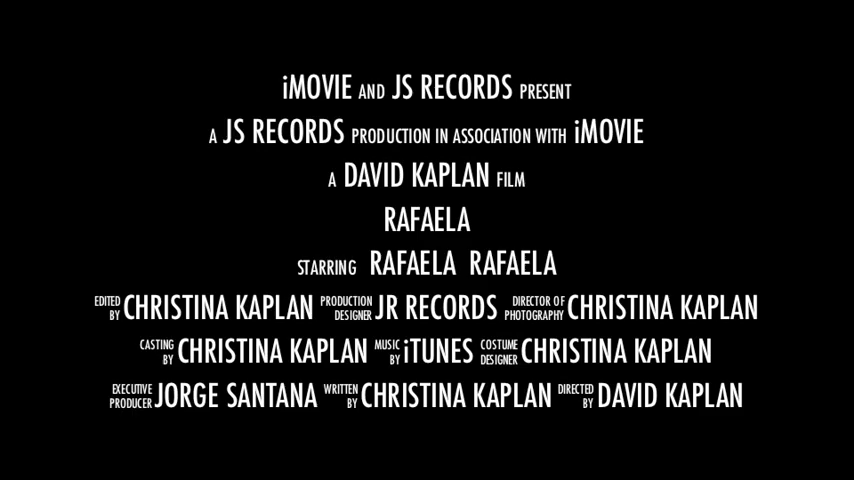 iMOVIE AND JS RECORDS PRESENT
A JS RECORDS PRODUCTION IN ASSOCIATION WITH iMOVIE
A DAVID KAPLAN FILM
RAFAELA
STARRING RAFAELA RAFAELA
EDITED BY CHRISTINA KAPLAN PRODUCTION DESIGNER JR RECORDS DIRECTOR OF PHOTOGRAPHY CHRISTINA KAPLAN
CASTING BY CHRISTINA KAPLAN MUSIC BY iTUNES COSTUME DESIGNER CHRISTINA KAPLAN
EXECUTIVE PRODUCER JORGE SANTANA WRITTEN BY CHRISTINA KAPLAN DIRECTED BY DAVID KAPLAN